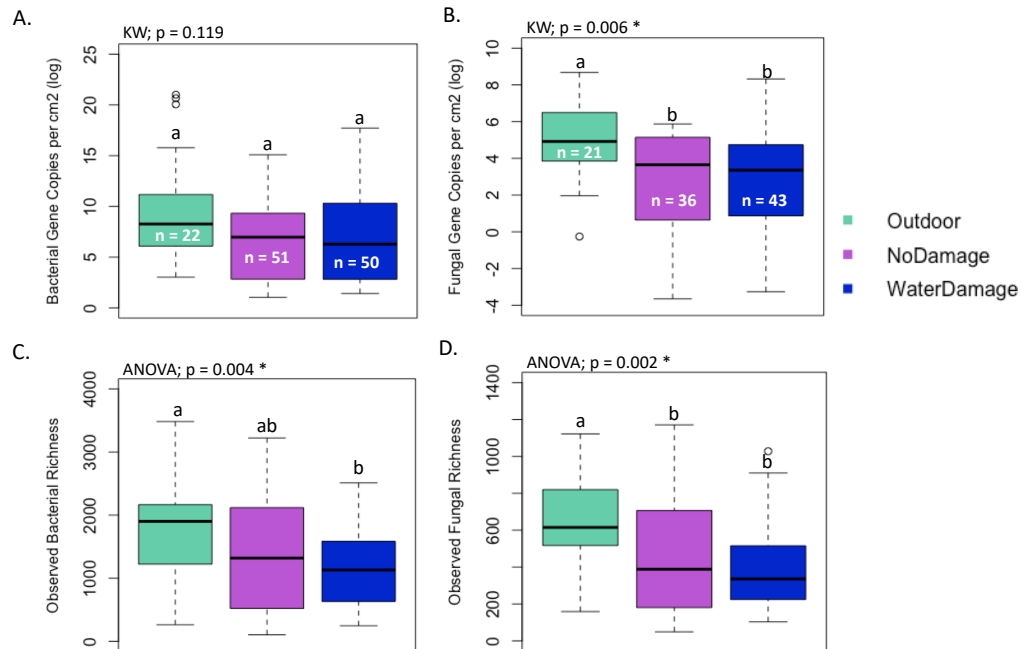 A.
KW; p = 0.119
Bacterial Gene Copies per cm2 (log)
25
20
15
10
5
0
a
a
a
n = 22
n = 51
n = 50
B.
KW; p = 0.006 *
Fungal Gene Copies per cm2 (log)
10
8
6
4
2
0
-2
-4
a
b
b
n = 21
n = 36
n = 43
Outdoor
NoDamage
WaterDamage
C.
ANOVA; p = 0.004 *
Observed Bacterial Richness
4000
3000
2000
1000
0
a
ab
b
D.
ANOVA; p = 0.002 *
Observed Fungal Richness
1400
1000
600
200
0
a
b
b